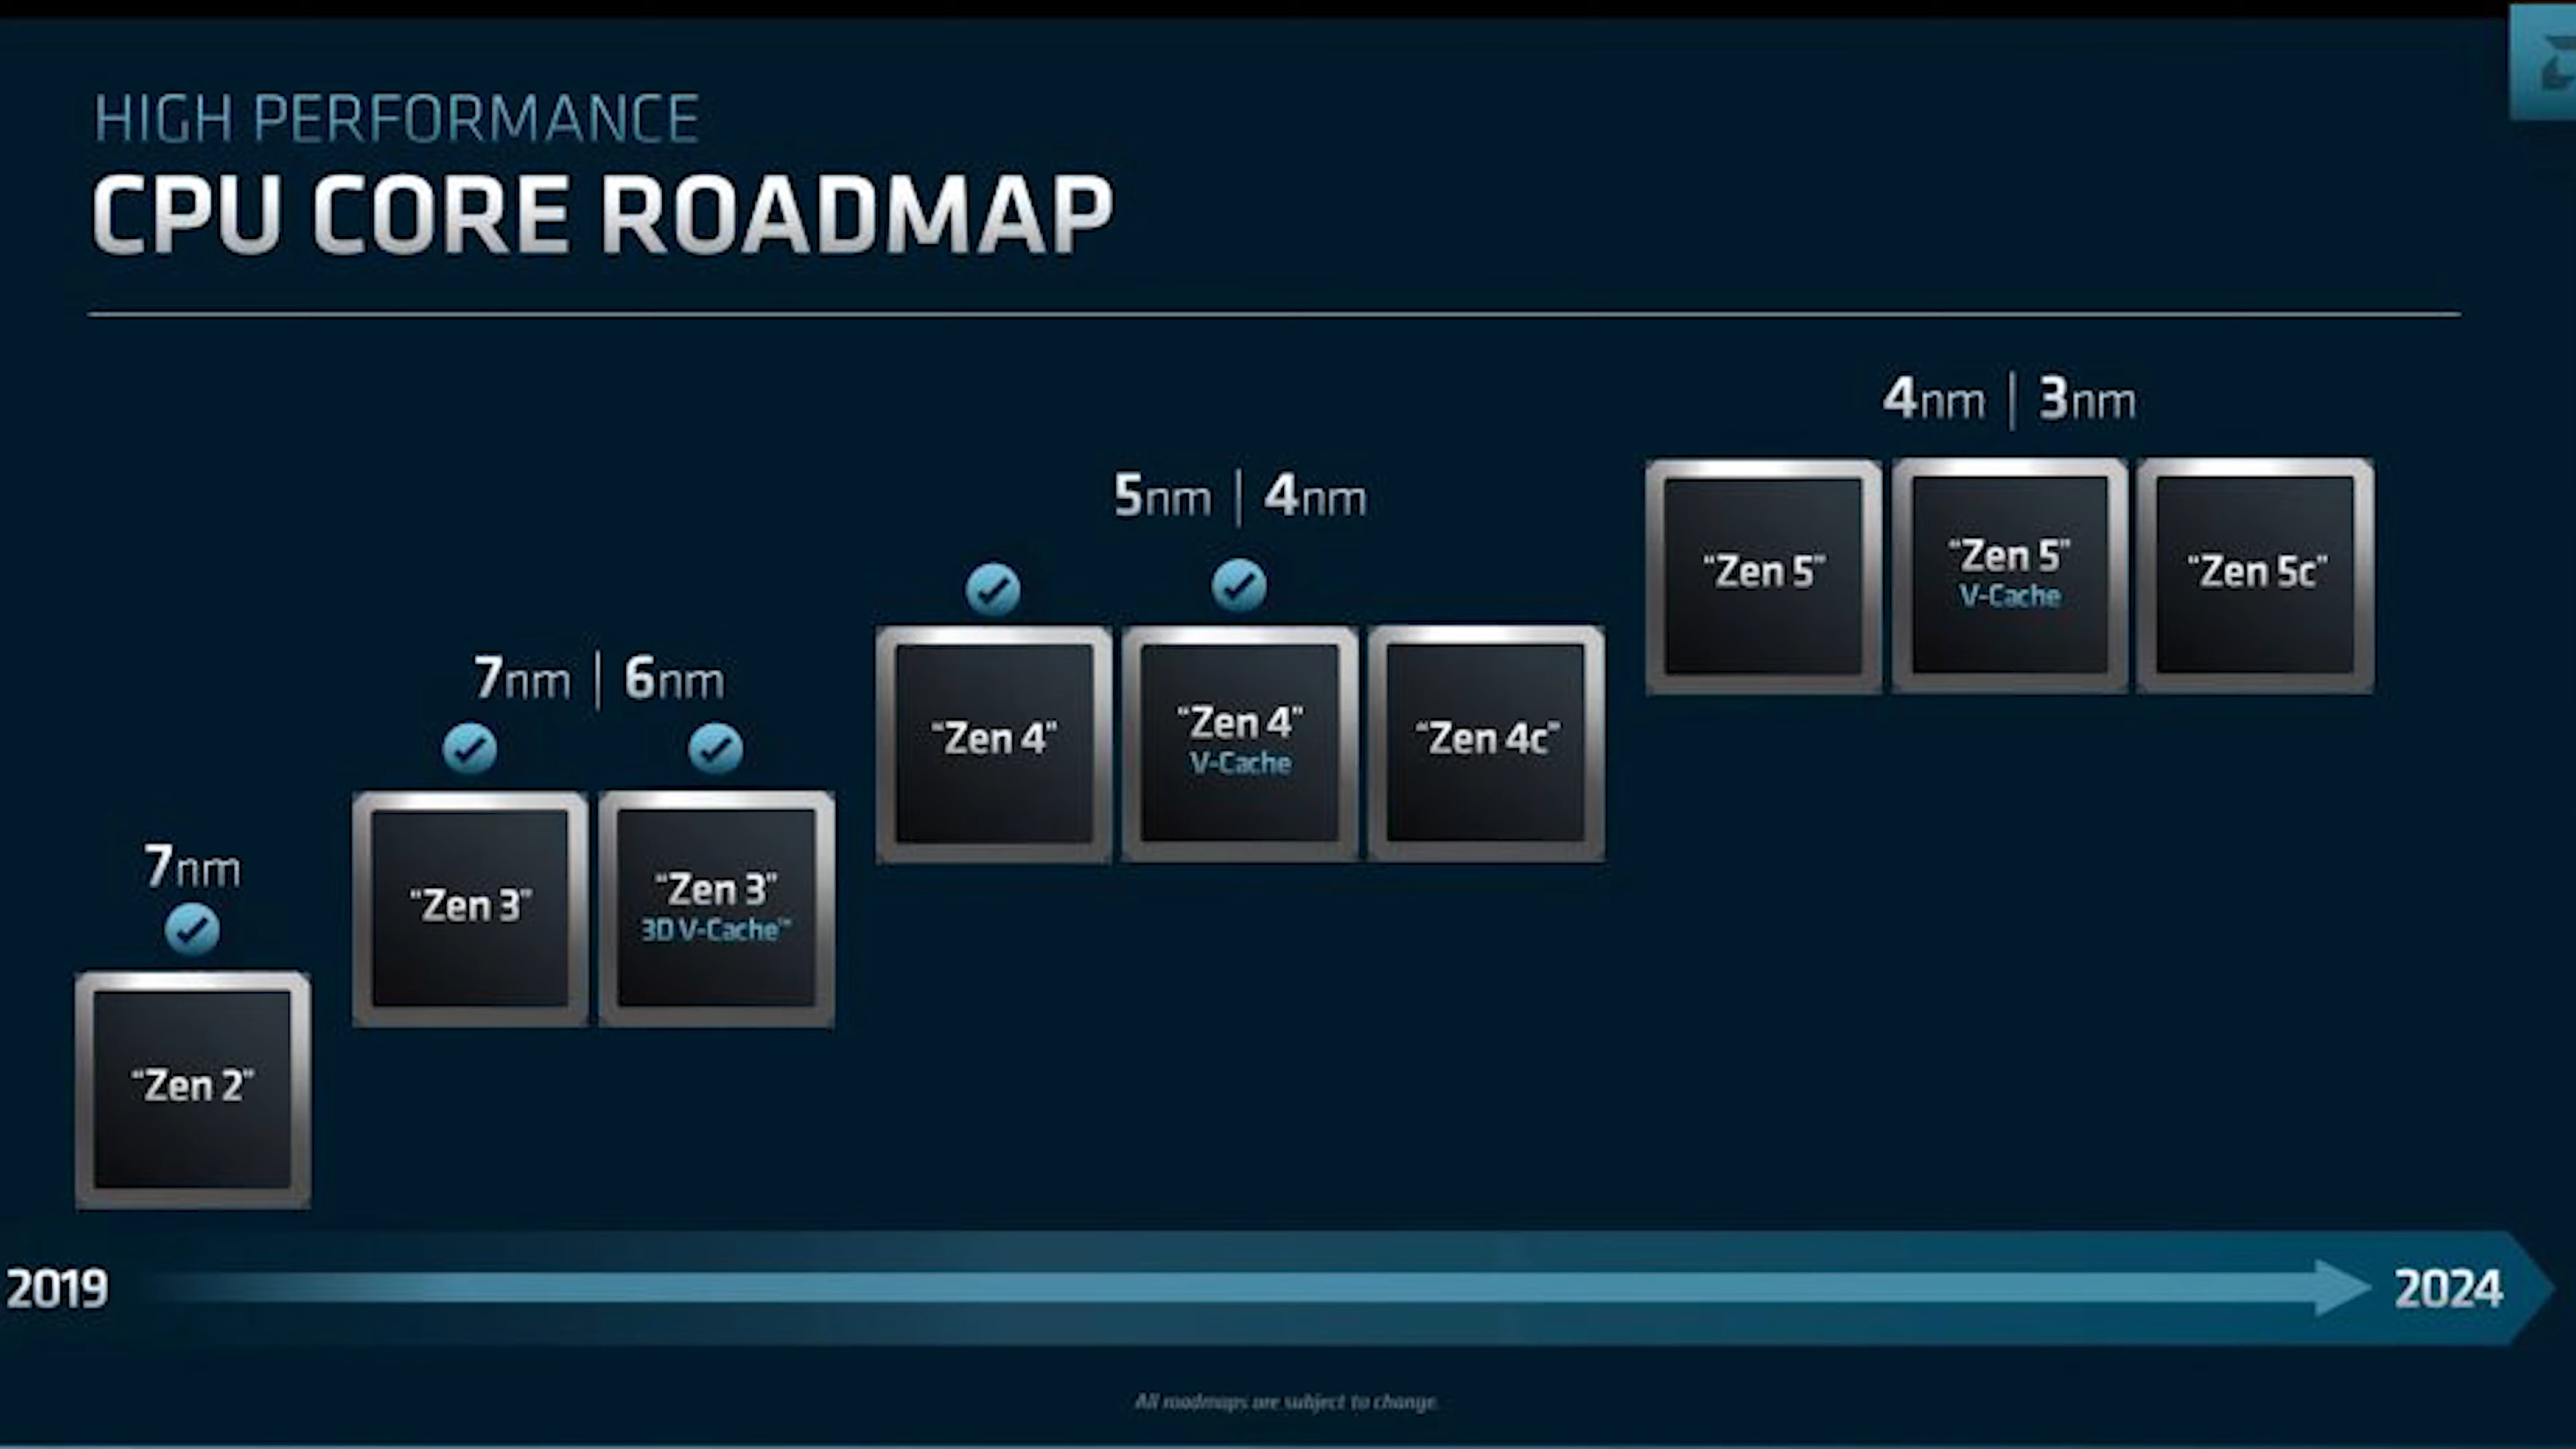 HIGH PERFORMANCE
CPU CORE ROADMAP
4nm | 3nm
"Zen 5"
"Zen 5"
V-Cache
"Zen 5c"
5nm | 4nm
"Zen 4"
"Zen 4"
V-Cache
"Zen 4c"
7nm | 6nm
"Zen 3"
"Zen 3"
3D V-Cache™
7nm
"Zen 2"
2019
2024
All roadmaps are subject to change.